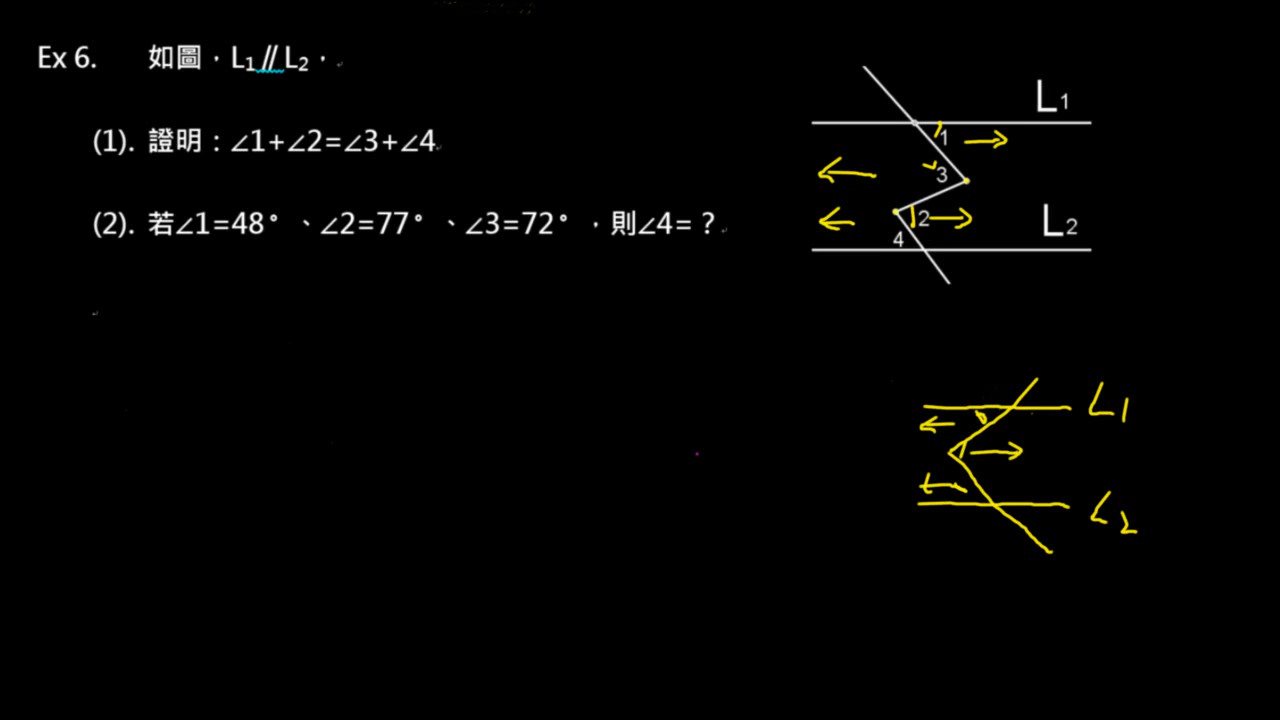 Ex 6. 如圖，L1∥L2，
(1). 證明：∠1+∠2=∠3+∠4
(2). 若∠1=48°、∠2=77°、∠3=72°，則∠4=？
L1
1
3
L2
2
4
L1
L2